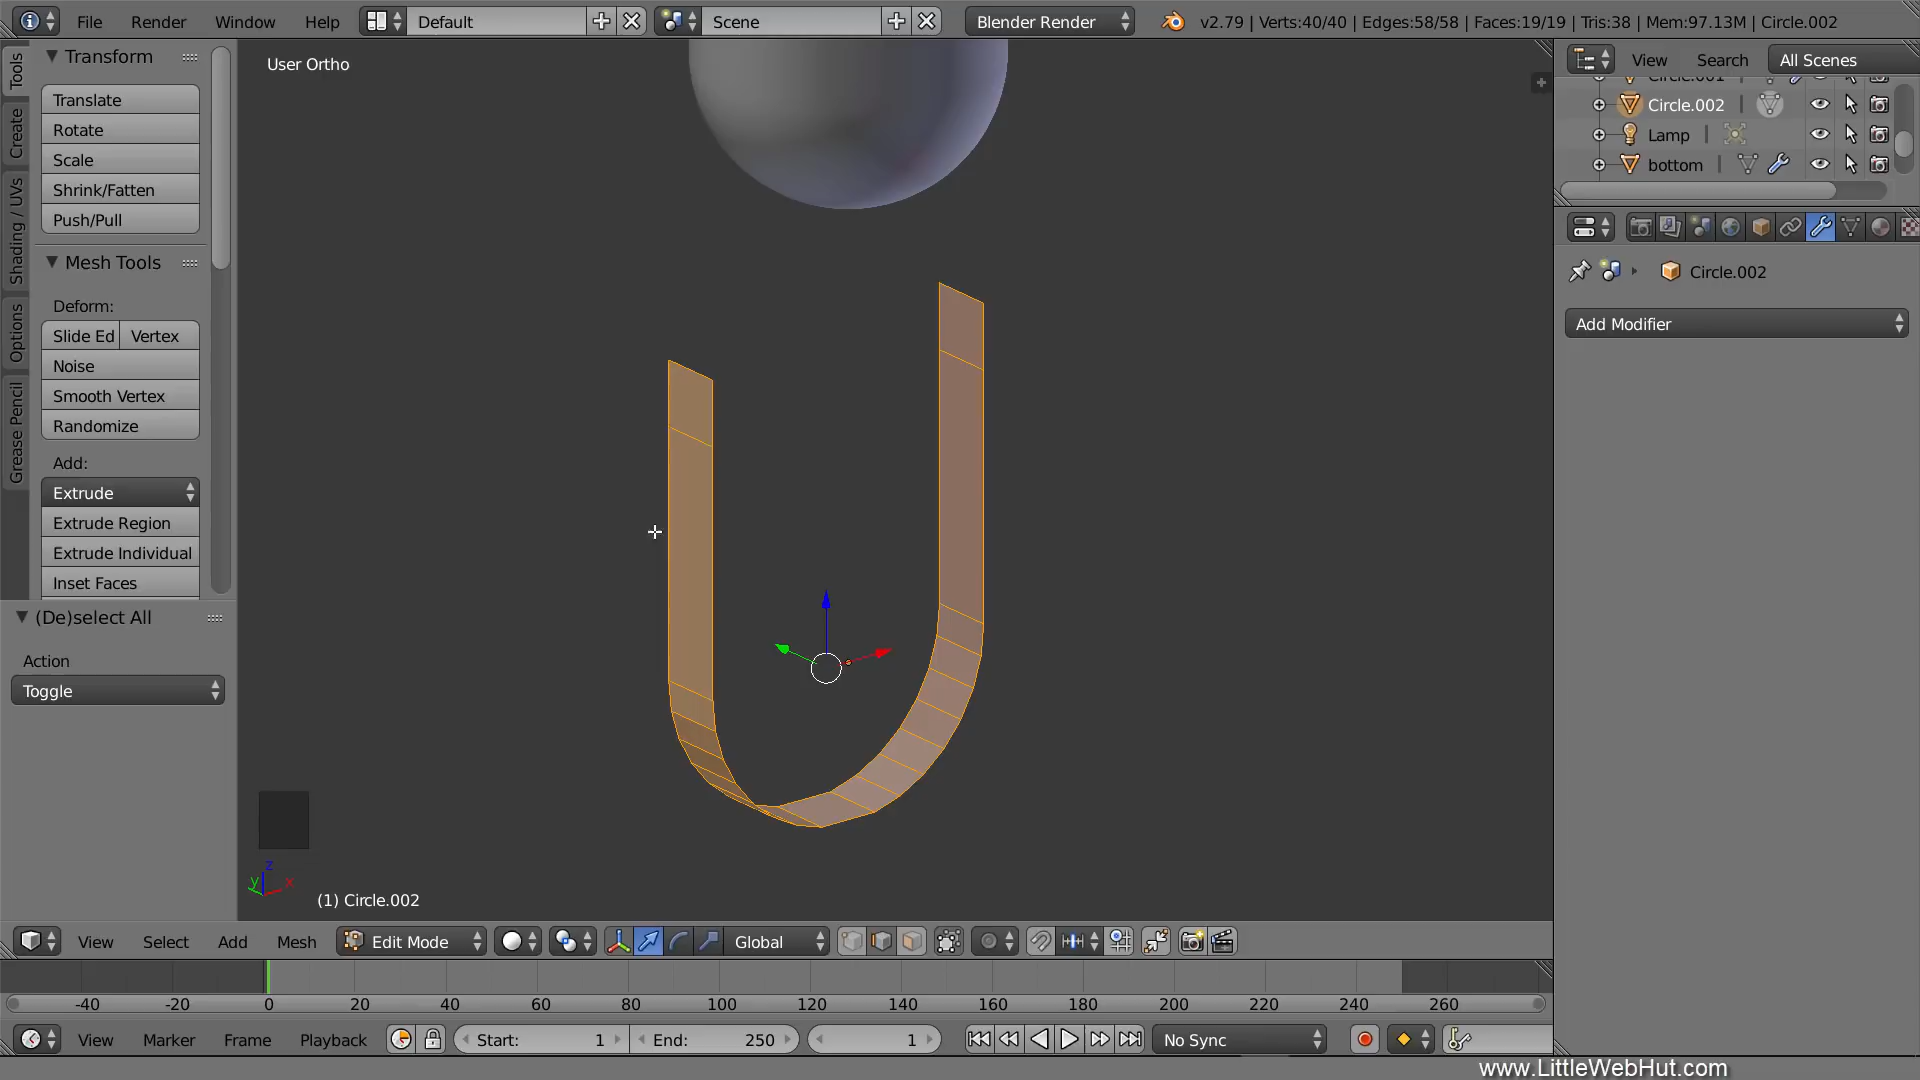 File Render Window Help Default Scene Blender Render v2.79 | Verts:40/40 | Edges:58/58 | Faces:19/19 | Tris:38 | Mem:97.13M | Circle.002
Tools
Create
Shading / UVs
Options
Grease Pencil
Transform
Translate
Rotate
Scale
Shrink/Fatten
Push/Pull
Mesh Tools
Deform:
Slide Ed Vertex
Noise
Smooth Vertex
Randomize
Add:
Extrude
Extrude Region
Extrude Individual
Inset Faces
(De)select All
Action
Toggle
User Ortho
z
y
x
(1) Circle.002
View Search All Scenes
Circle.001
Circle.002
Lamp
bottom
Circle.002
Add Modifier
View Select Add Mesh Edit Mode Global
-40 -20 0 20 40 60 80 100 120 140 160 180 200 220 240 260
View Marker Frame Playback Start: 1 End: 250 1 No Sync
www.LittleWebHut.com